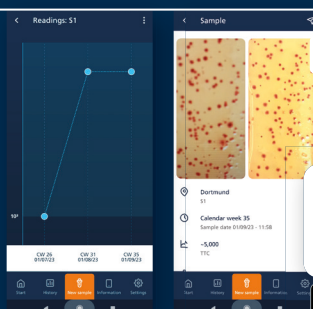 Readings: S1
10³
CW 26
01/07/23
CW 31
01/08/23
CW 35
01/09/23
Start
History
New sample
Information
Settings
Sample
Dortmund
S1
Calendar week 35
Sample date 01/09/23 - 11:58
~5,000
TTC
Start
History
New sample
Information
Settings